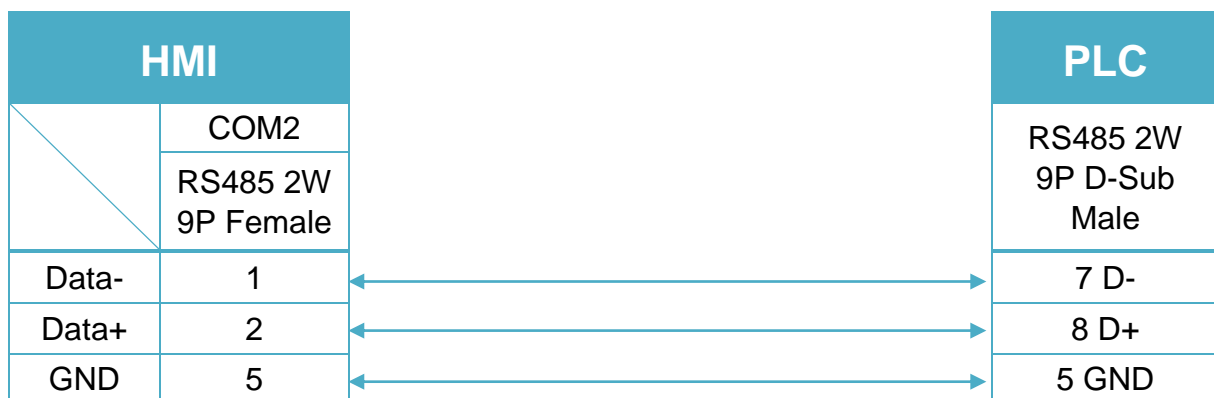 HMI
PLC
COM2
RS485 2W
9P Female
RS485 2W
9P D-Sub
Male
Data-
1
7 D-
Data+
2
8 D+
GND
5
5 GND